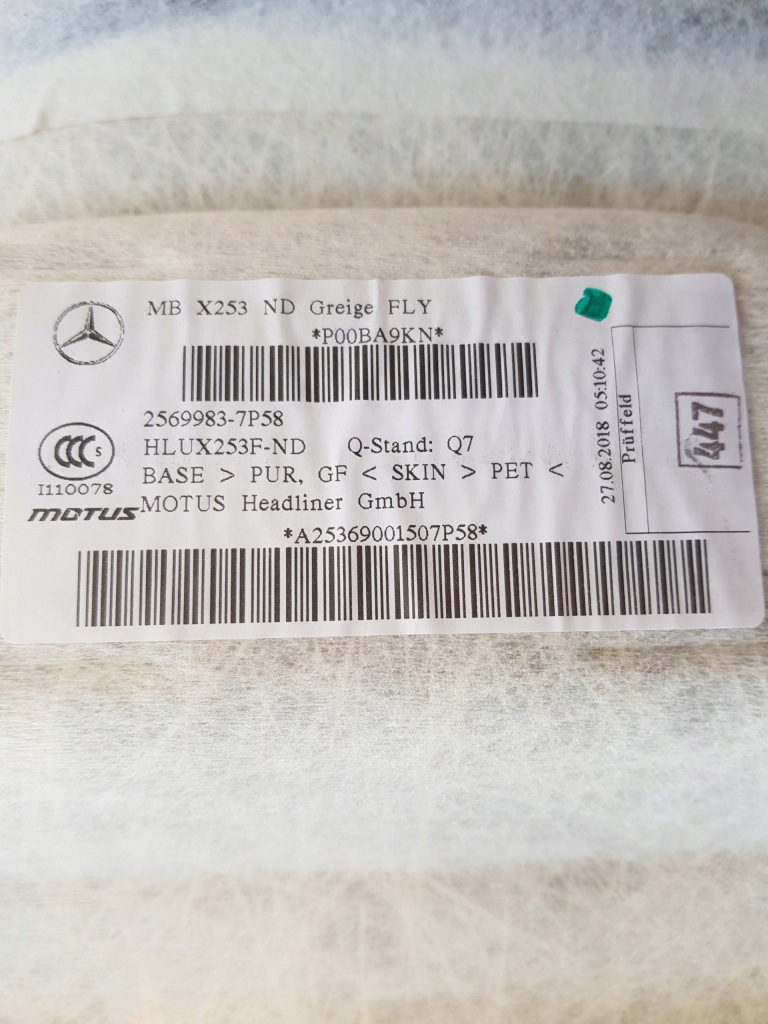 MB X253 ND Greige FLY
*P00BA9KN*
2569983-7P58
HLUX253F-ND Q-Stand: Q7
BASE > PUR, GF < SKIN > PET <
MOTUS Headliner GmbH
*A25369001507P58*
CCC S
I110078
MOTUS
27.08.2018 05:10:42
Prüffeld
447